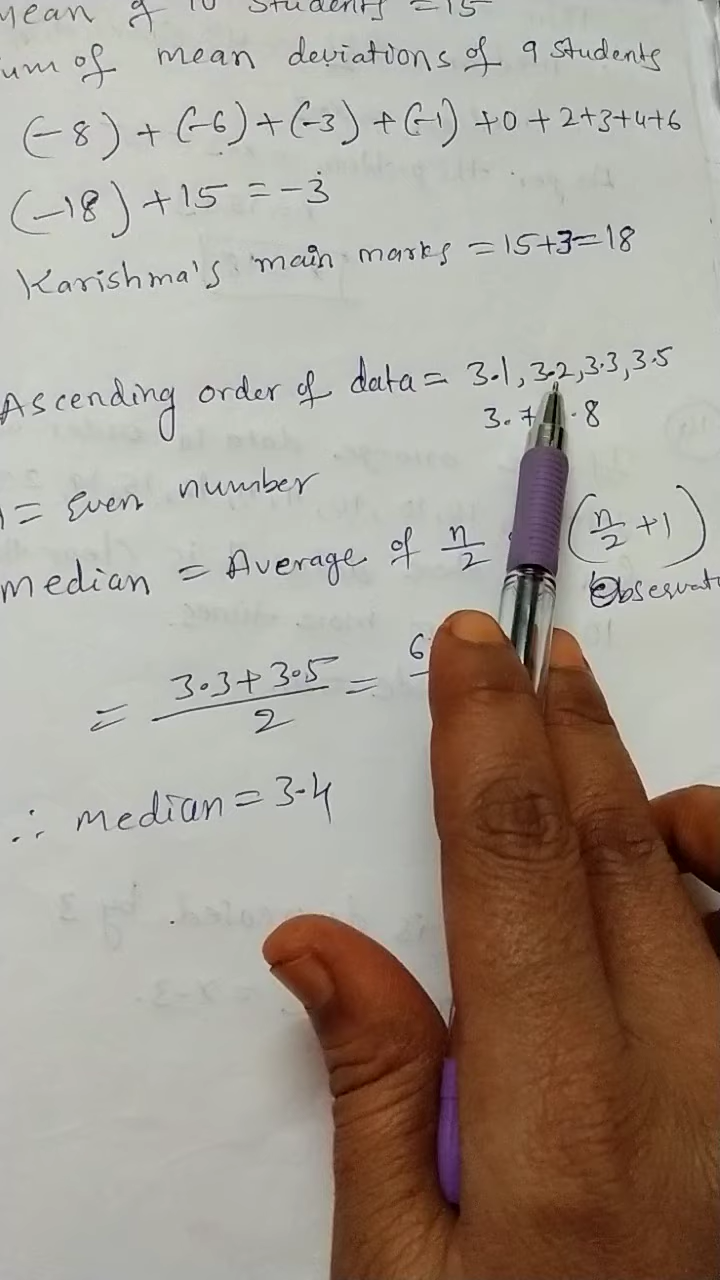 mean of 10 students = 15
um of mean deviations of 9 students
(-8) + (-6) + (-3) + (-1) + 0 + 2+3+4+6
(-18) + 15 = -3
Karishma's main marks = 15+3=18
Ascending order of data = 3.1, 3.2, 3.3, 3.5
3.7 .8
= Even number
median = Average of n/2 (n/2 + 1)
Observat
= 3.3+3.5/2 = 6
∴ median = 3.4